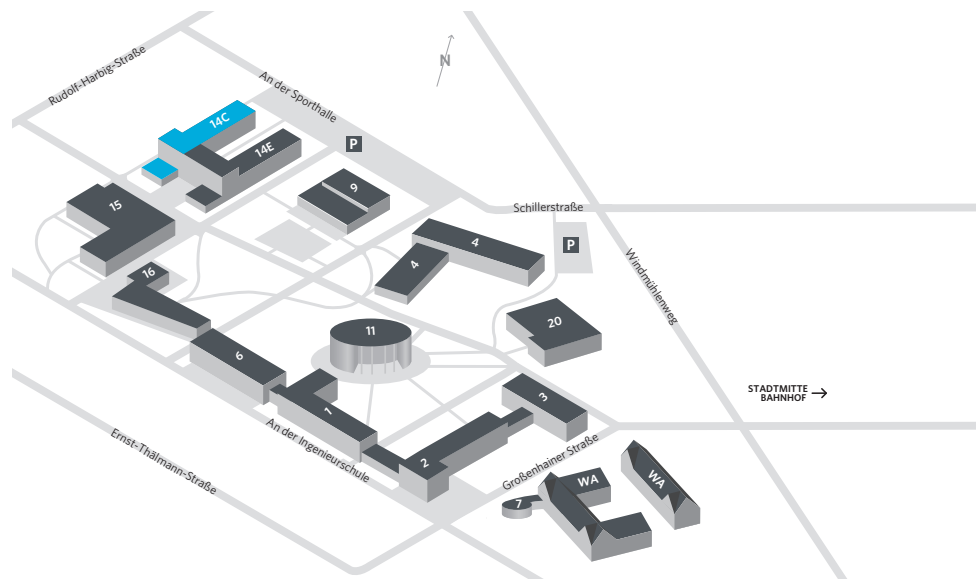 Rudolf-Harbig-Straße
An der Sporthalle
N
14C
14E
P
9
15
Schillerstraße
4
P
4
16
Windmühlenweg
20
11
6
STADTMITTE
BAHNHOF
3
1
An der Ingenieurschule
Ernst-Thälmann-Straße
2
Großenhainer Straße
WA
WA
7